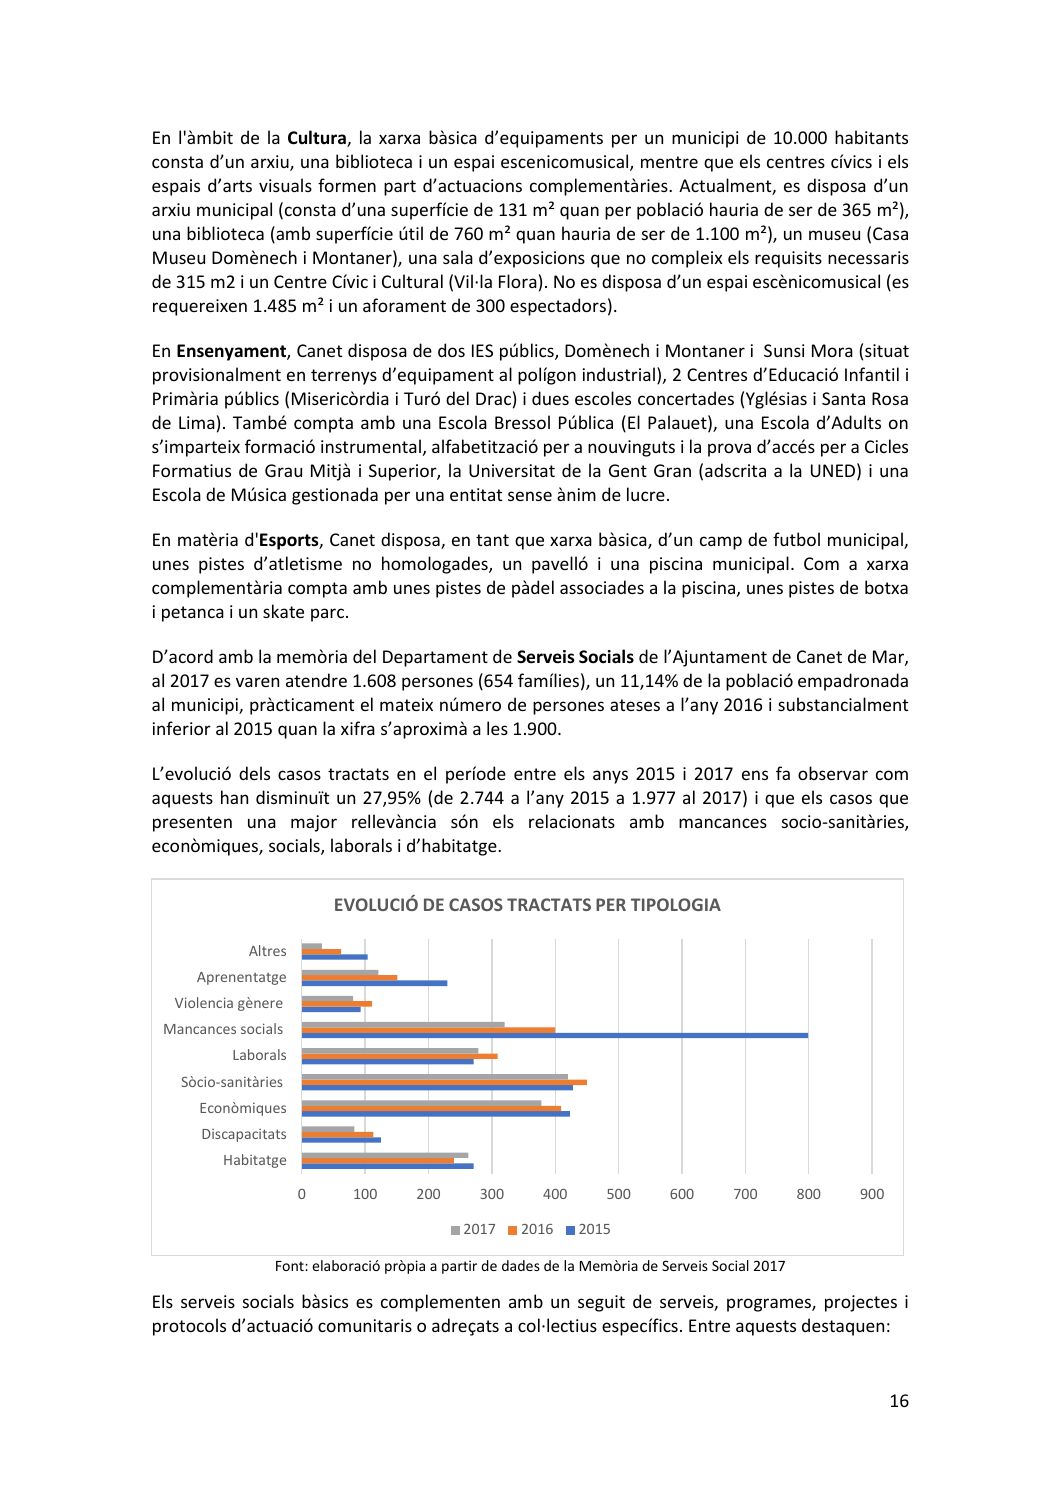 En l'àmbit de la Cultura, la xarxa bàsica d’equipaments per un municipi de 10.000 habitants
consta d’un arxiu, una biblioteca i un espai escenicomusical, mentre que els centres cívics i els
espais d’arts visuals formen part d’actuacions complementàries. Actualment, es disposa d’un
arxiu municipal (consta d’una superfície de 131 m² quan per població hauria de ser de 365 m²),
una biblioteca (amb superfície útil de 760 m² quan hauria de ser de 1.100 m²), un museu (Casa
Museu Domènech i Montaner), una sala d’exposicions que no compleix els requisits necessaris
de 315 m2 i un Centre Cívic i Cultural (Vil·la Flora). No es disposa d’un espai escènicomusical (es
requereixen 1.485 m² i un aforament de 300 espectadors).
En Ensenyament, Canet disposa de dos IES públics, Domènech i Montaner i Sunsi Mora (situat
provisionalment en terrenys d’equipament al polígon industrial), 2 Centres d’Educació Infantil i
Primària públics (Misericòrdia i Turó del Drac) i dues escoles concertades (Yglésias i Santa Rosa
de Lima). També compta amb una Escola Bressol Pública (El Palauet), una Escola d’Adults on
s’imparteix formació instrumental, alfabetització per a nouvinguts i la prova d’accés per a Cicles
Formatius de Grau Mitjà i Superior, la Universitat de la Gent Gran (adscrita a la UNED) i una
Escola de Música gestionada per una entitat sense ànim de lucre.
En matèria d'Esports, Canet disposa, en tant que xarxa bàsica, d’un camp de futbol municipal,
unes pistes d’atletisme no homologades, un pavelló i una piscina municipal. Com a xarxa
complementària compta amb unes pistes de pàdel associades a la piscina, unes pistes de botxa
i petanca i un skate parc.
D’acord amb la memòria del Departament de Serveis Socials de l’Ajuntament de Canet de Mar,
al 2017 es varen atendre 1.608 persones (654 famílies), un 11,14% de la població empadronada
al municipi, pràcticament el mateix número de persones ateses a l’any 2016 i substancialment
inferior al 2015 quan la xifra s’aproximà a les 1.900.
L’evolució dels casos tractats en el període entre els anys 2015 i 2017 ens fa observar com
aquests han disminuït un 27,95% (de 2.744 a l’any 2015 a 1.977 al 2017) i que els casos que
presenten una major rellevància són els relacionats amb mancances socio-sanitàries,
econòmiques, socials, laborals i d’habitatge.
EVOLUCIÓ DE CASOS TRACTATS PER TIPOLOGIA
Altres
Aprenentatge
Violencia gènere
Mancances socials
Laborals
Sòcio-sanitàries
Econòmiques
Discapacitats
Habitatge
0 100 200 300 400 500 600 700 800 900
2017 2016 2015
Font: elaboració pròpia a partir de dades de la Memòria de Serveis Social 2017
Els serveis socials bàsics es complementen amb un seguit de serveis, programes, projectes i
protocols d’actuació comunitaris o adreçats a col·lectius específics. Entre aquests destaquen:
16